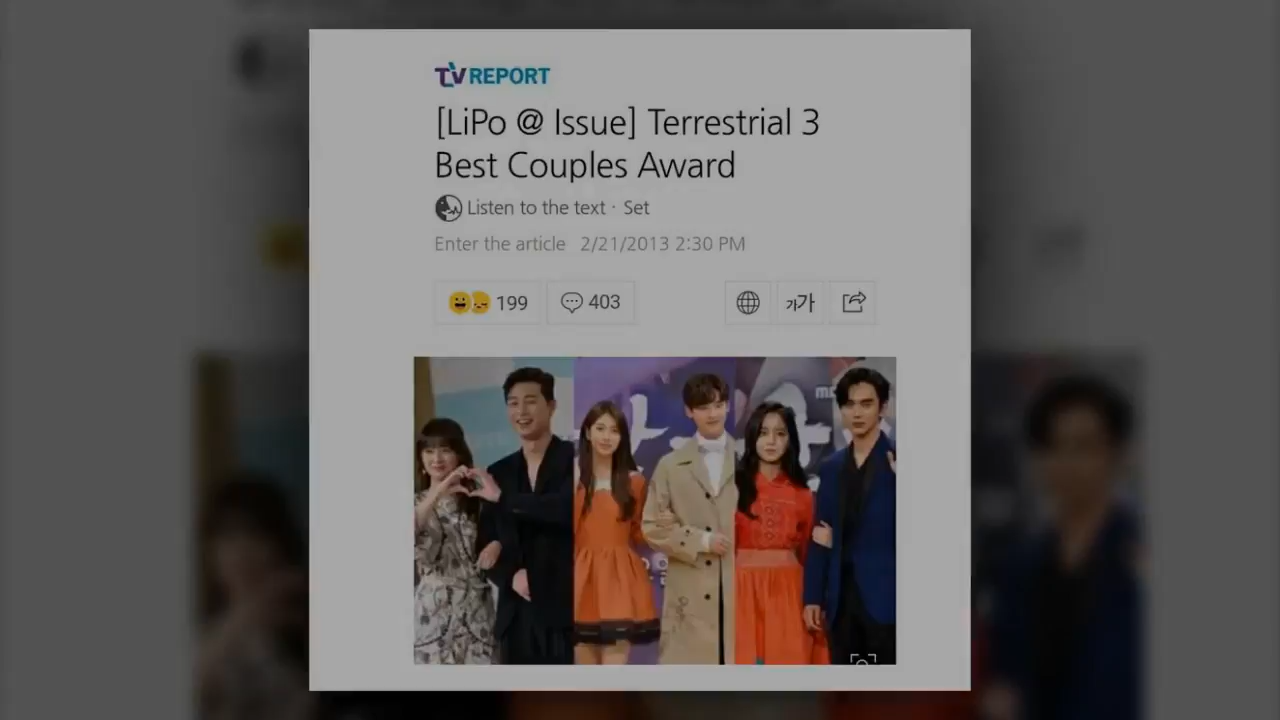 TV REPORT
[LiPo @ Issue] Terrestrial 3
Best Couples Award
Listen to the text · Set
Enter the article 2/21/2013 2:30 PM
199
403
가가